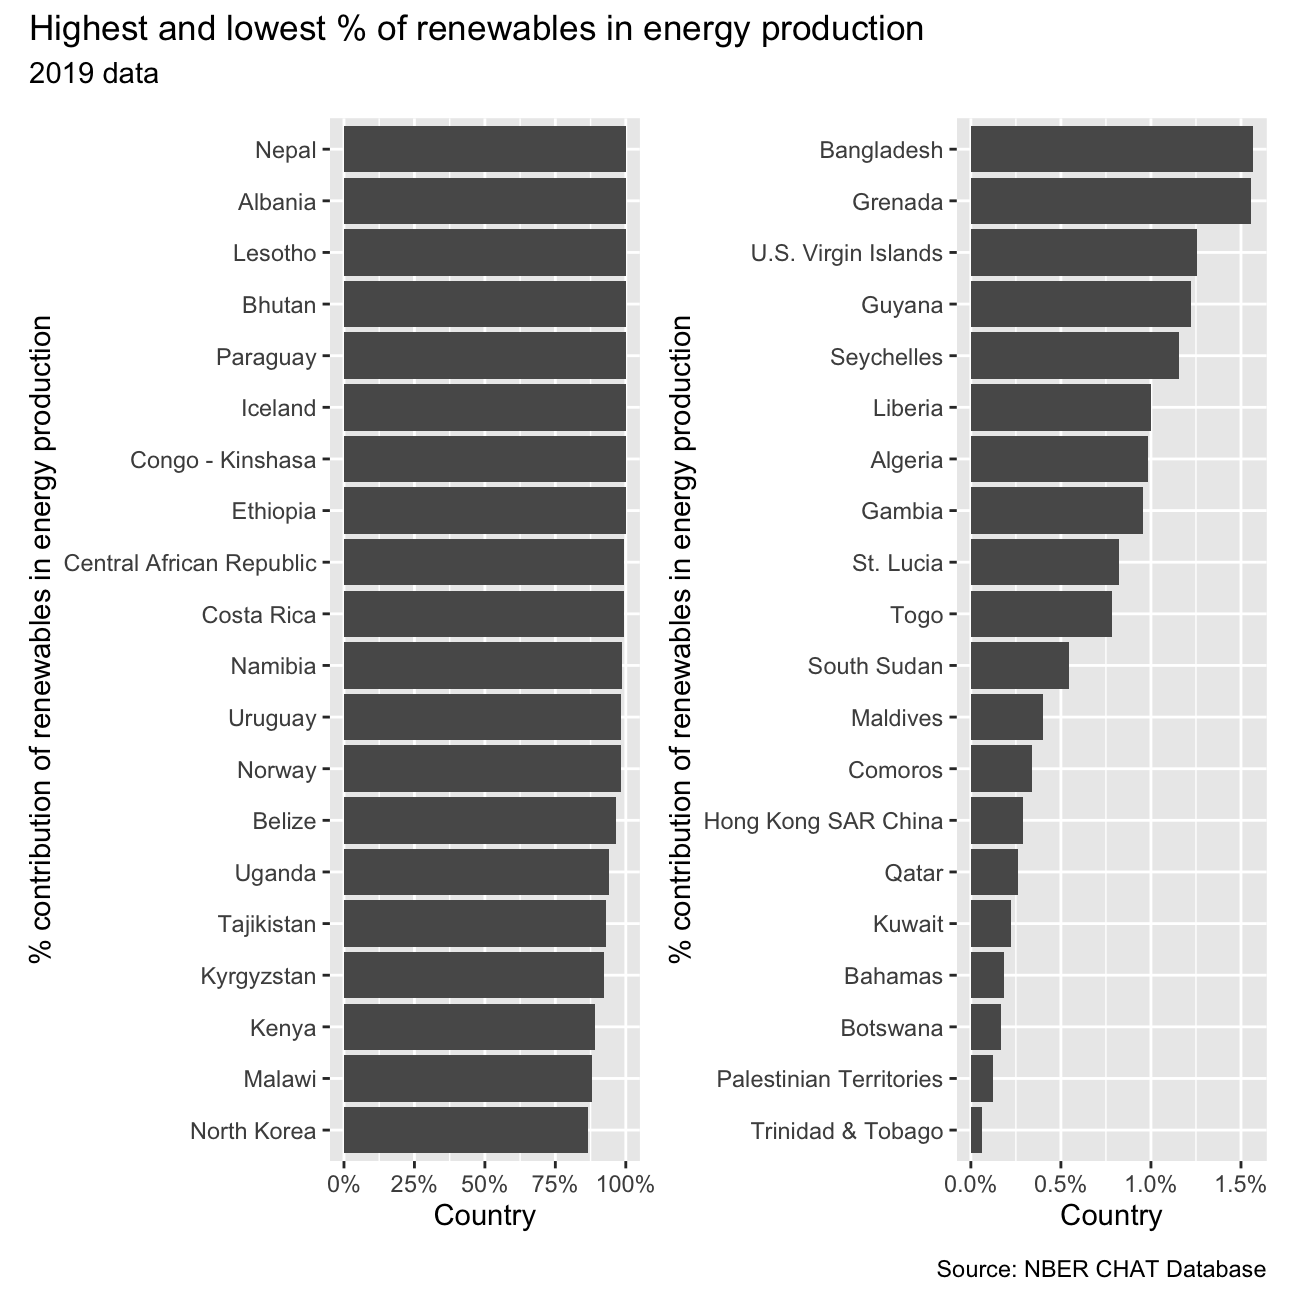 Highest and lowest % of renewables in energy production
2019 data
% contribution of renewables in energy production
Nepal
Albania
Lesotho
Bhutan
Paraguay
Iceland
Congo - Kinshasa
Ethiopia
Central African Republic
Costa Rica
Namibia
Uruguay
Norway
Belize
Uganda
Tajikistan
Kyrgyzstan
Kenya
Malawi
North Korea
0% 25% 50% 75% 100%
Country
% contribution of renewables in energy production
Bangladesh
Grenada
U.S. Virgin Islands
Guyana
Seychelles
Liberia
Algeria
Gambia
St. Lucia
Togo
South Sudan
Maldives
Comoros
Hong Kong SAR China
Qatar
Kuwait
Bahamas
Botswana
Palestinian Territories
Trinidad & Tobago
0.0% 0.5% 1.0% 1.5%
Country
Source: NBER CHAT Database